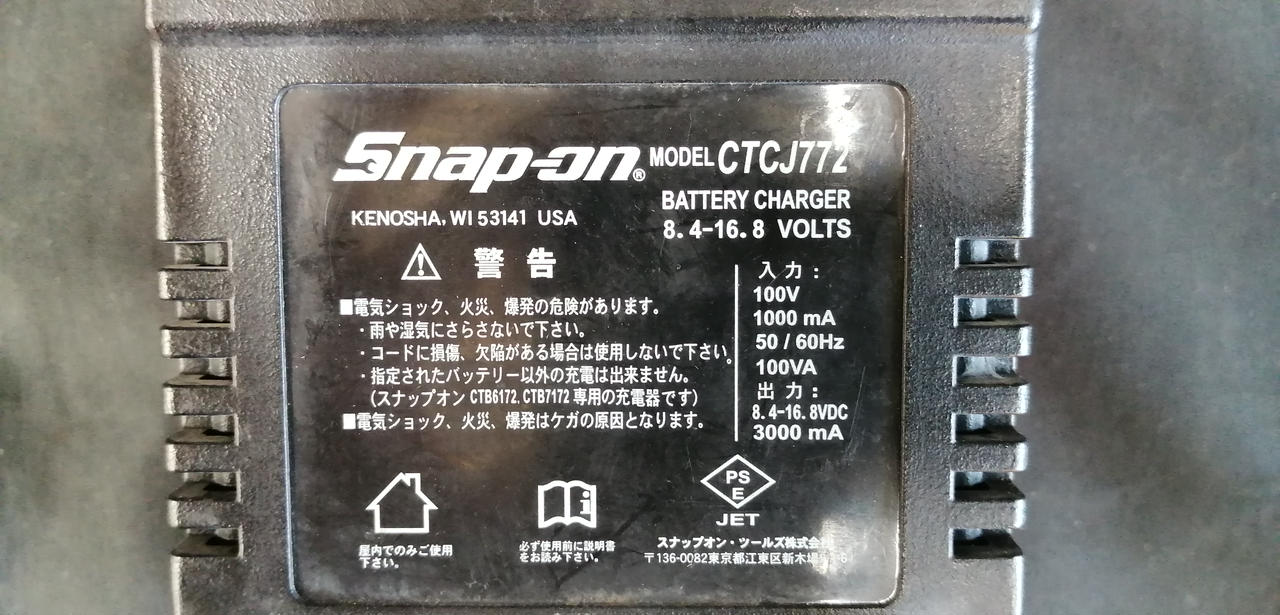 Snap-on®
MODEL CTCJ772
BATTERY CHARGER
8.4-16.8 VOLTS
KENOSHA, WI 53141 USA
警告
■電気ショック、火災、爆発の危険があります。
・雨や湿気にさらさないで下さい。
・コードに損傷、欠陥がある場合は使用しないで下さい。
・指定されたバッテリー以外の充電は出来ません。
(スナップオン CTB6172, CTB7172 専用の充電器です)
■電気ショック、火災、爆発はケガの原因となります。
入力:
100V
1000 mA
50 / 60Hz
100VA
出力:
8.4-16.8VDC
3000 mA
屋内でのみご使用
下さい。
必ず使用前に説明書
をお読み下さい。
PS
E
JET
スナップオン・ツールズ株式会社
〒136-0082東京都江東区新木場